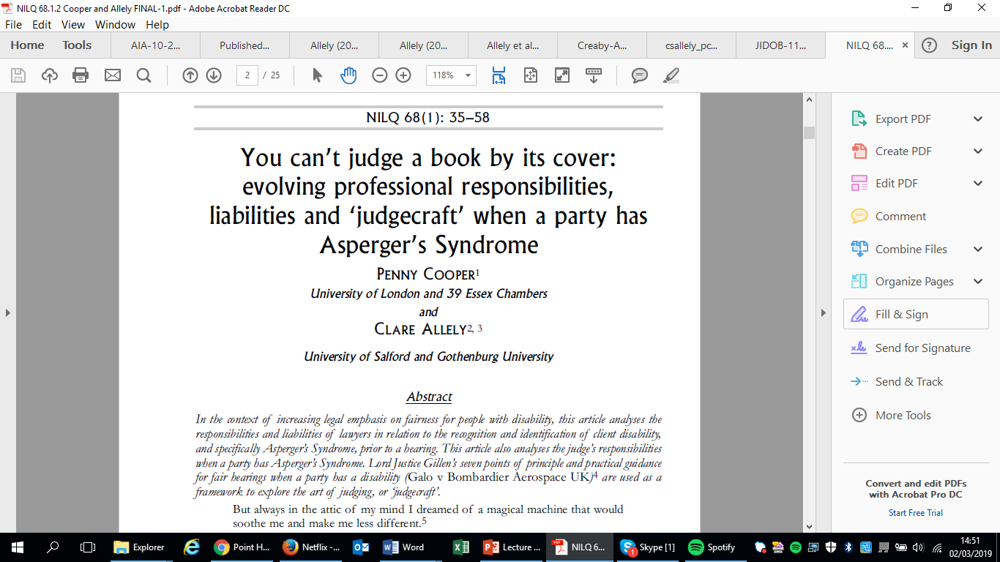 NILQ 68.1.2 Cooper and Allely FINAL-1.pdf - Adobe Acrobat Reader DC
File Edit View Window Help
Home Tools AIA-10-2... Published... Allely (20... Allely (20... Allely et al... Creaby-A... csallely_pc... JIDOB-11... NILQ 68.... × ? Sign In
2 / 25 118%
NILQ 68(1): 35–58
You can’t judge a book by its cover:
evolving professional responsibilities,
liabilities and ‘judgecraft’ when a party has
Asperger’s Syndrome
PENNY COOPER1
University of London and 39 Essex Chambers
and
CLARE ALLELY2, 3
University of Salford and Gothenburg University
Abstract
In the context of increasing legal emphasis on fairness for people with disability, this article analyses the
responsibilities and liabilities of lawyers in relation to the recognition and identification of client disability,
and specifically Asperger’s Syndrome, prior to a hearing. This article also analyses the judge’s responsibilities
when a party has Asperger’s Syndrome. Lord Justice Gillen’s seven points of principle and practical guidance
for fair hearings when a party has a disability (Galo v Bombardier Aerospace UK)4 are used as a
framework to explore the art of judging, or ‘judgecraft’.
But always in the attic of my mind I dreamed of a magical machine that would
soothe me and make me less different.5
Export PDF
Create PDF
Edit PDF
Comment
Combine Files
Organize Pages
Fill & Sign
Send for Signature
Send & Track
More Tools
Convert and edit PDFs
with Acrobat Pro DC
Start Free Trial
Explorer Point H... Netflix -... Word Lecture ... NILQ 6... Skype [1] Spotify
14:51
02/03/2019